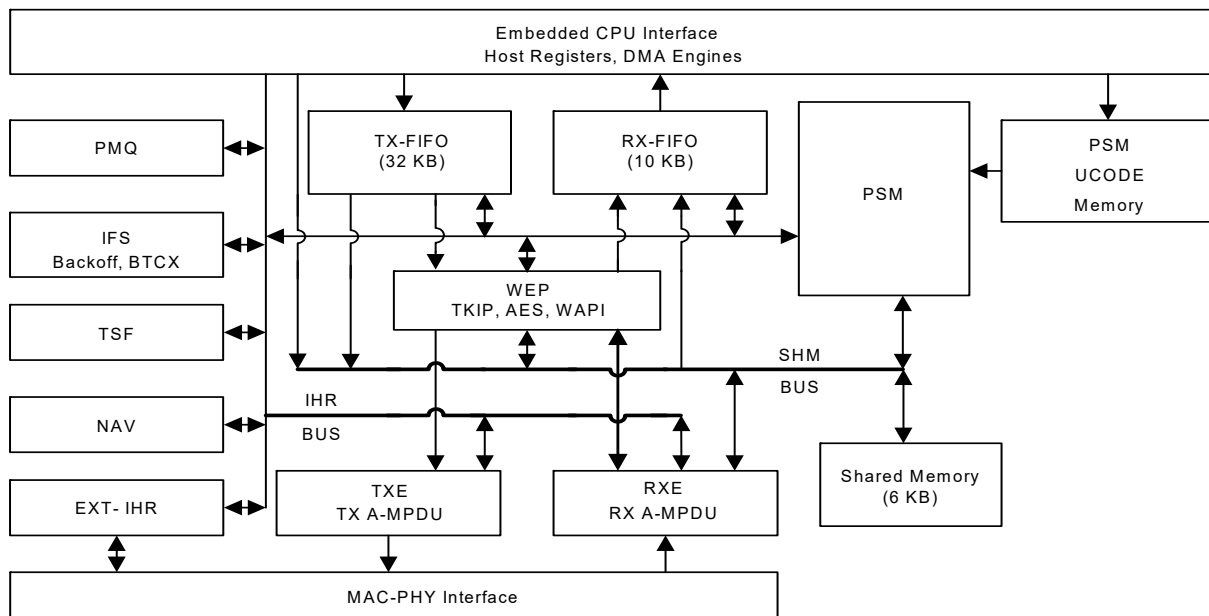 Embedded CPU Interface
Host Registers, DMA Engines
PMQ
TX-FIFO
(32 KB)
RX-FIFO
(10 KB)
PSM
PSM
UCODE
Memory
IFS
Backoff, BTCX
WEP
TKIP, AES, WAPI
TSF
SHM
BUS
IHR
BUS
NAV
Shared Memory
(6 KB)
EXT- IHR
TXE
TX A-MPDU
RXE
RX A-MPDU
MAC-PHY Interface